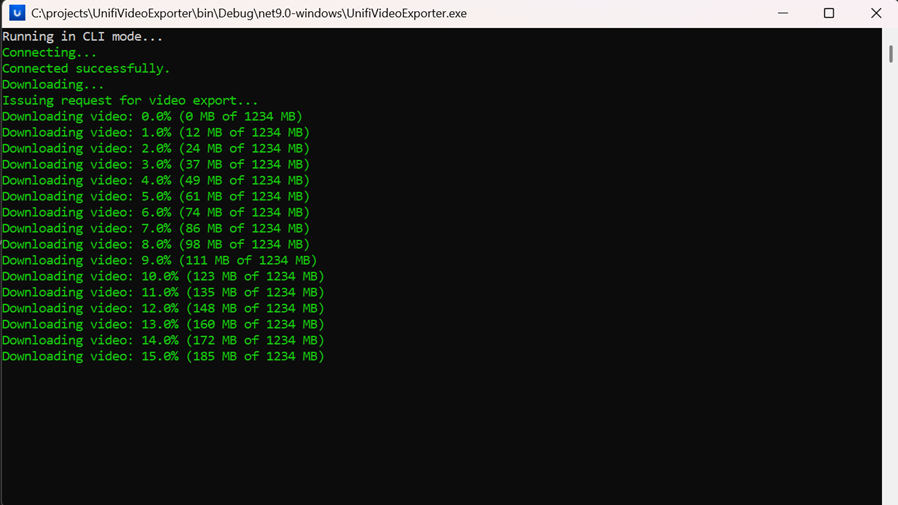 C:\projects\UnifiVideoExporter\bin\Debug\net9.0-windows\UnifiVideoExporter.exe
Running in CLI mode...
Connecting...
Connected successfully.
Downloading...
Issuing request for video export...
Downloading video: 0.0% (0 MB of 1234 MB)
Downloading video: 1.0% (12 MB of 1234 MB)
Downloading video: 2.0% (24 MB of 1234 MB)
Downloading video: 3.0% (37 MB of 1234 MB)
Downloading video: 4.0% (49 MB of 1234 MB)
Downloading video: 5.0% (61 MB of 1234 MB)
Downloading video: 6.0% (74 MB of 1234 MB)
Downloading video: 7.0% (86 MB of 1234 MB)
Downloading video: 8.0% (98 MB of 1234 MB)
Downloading video: 9.0% (111 MB of 1234 MB)
Downloading video: 10.0% (123 MB of 1234 MB)
Downloading video: 11.0% (135 MB of 1234 MB)
Downloading video: 12.0% (148 MB of 1234 MB)
Downloading video: 13.0% (160 MB of 1234 MB)
Downloading video: 14.0% (172 MB of 1234 MB)
Downloading video: 15.0% (185 MB of 1234 MB)